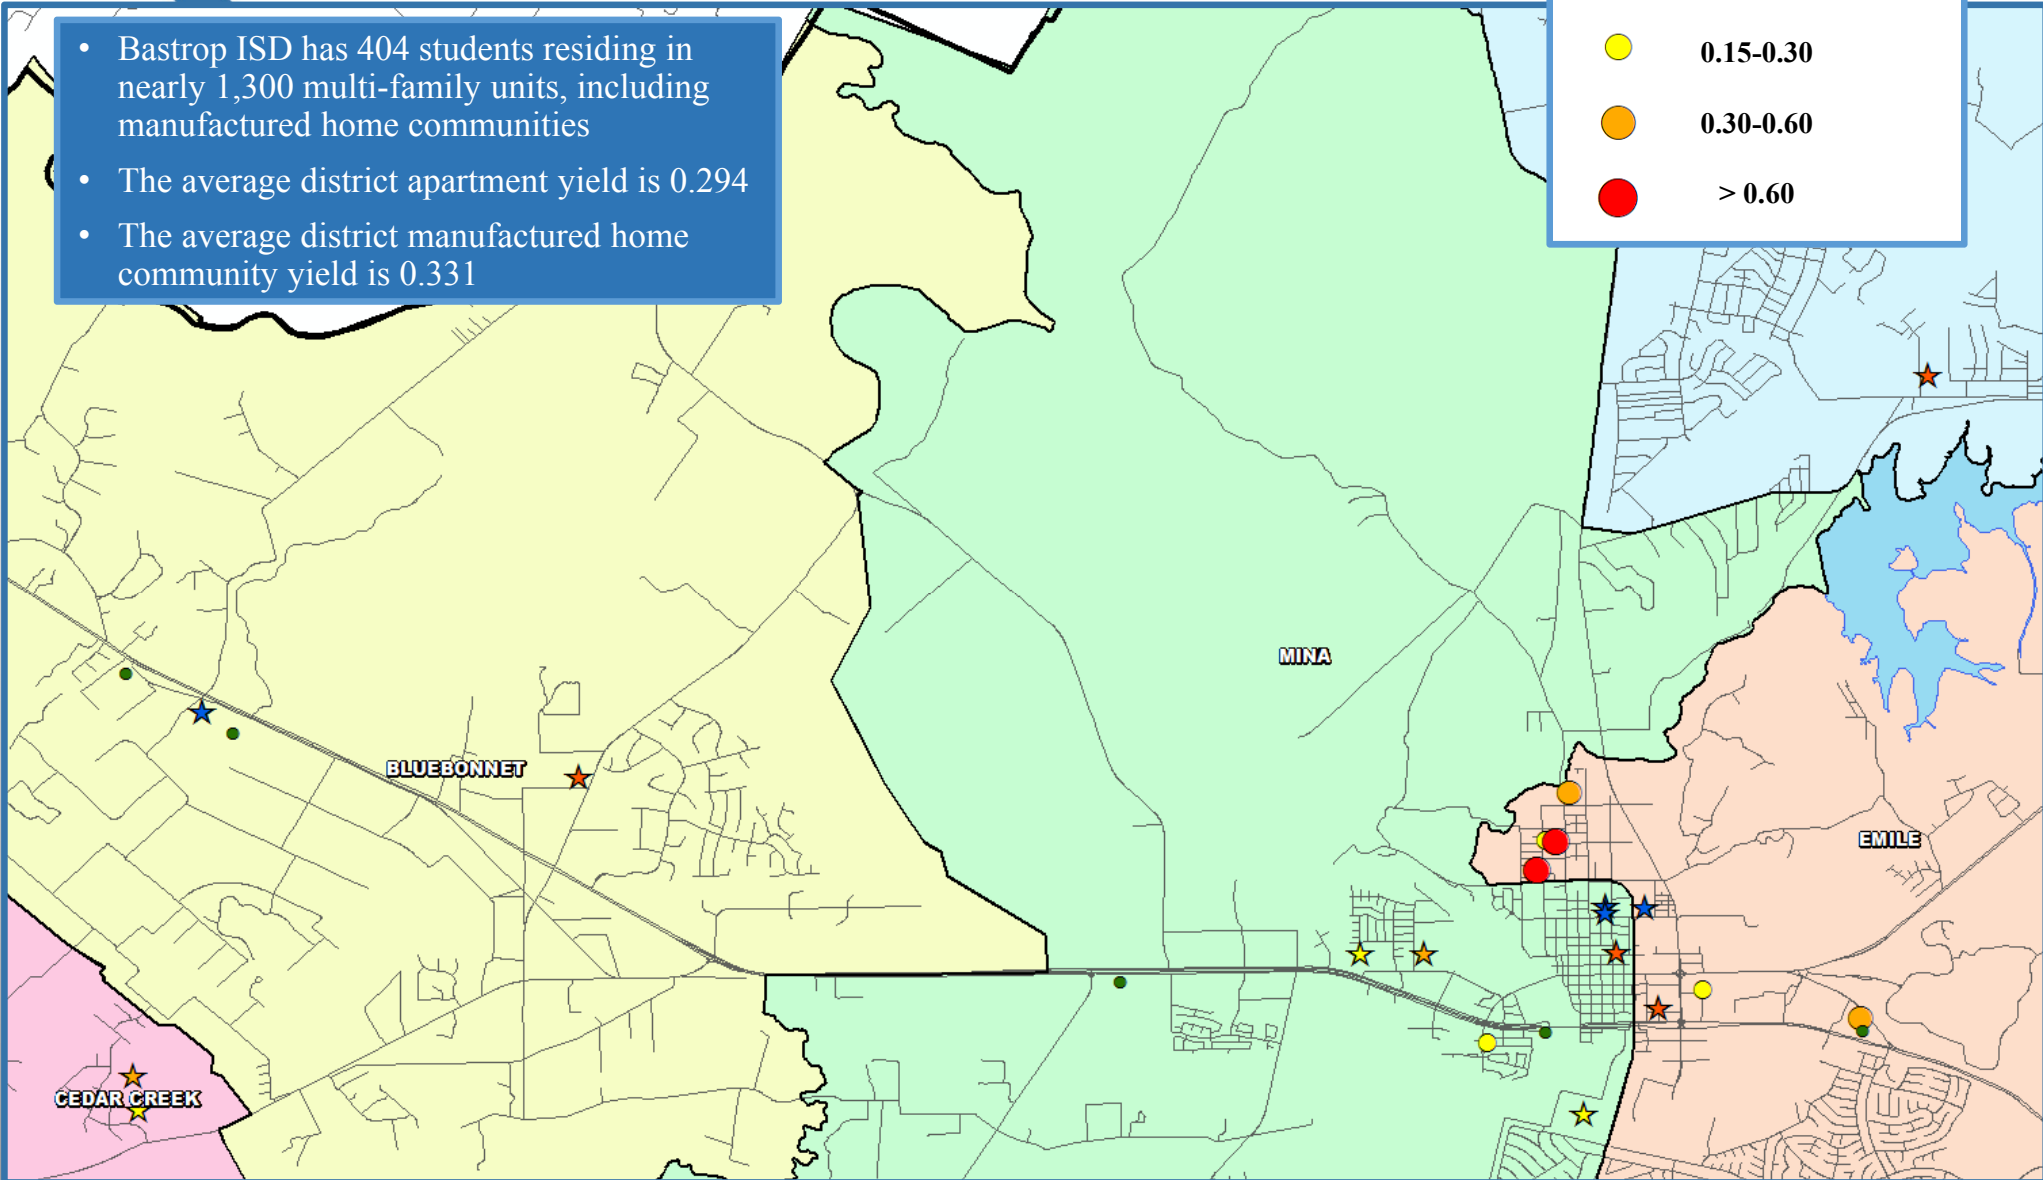 • Bastrop ISD has 404 students residing in
nearly 1,300 multi-family units, including
manufactured home communities
• The average district apartment yield is 0.294
• The average district manufactured home
community yield is 0.331
0.15-0.30
0.30-0.60
> 0.60
MINA
BLUEBONNET
EMILE
CEDAR CREEK